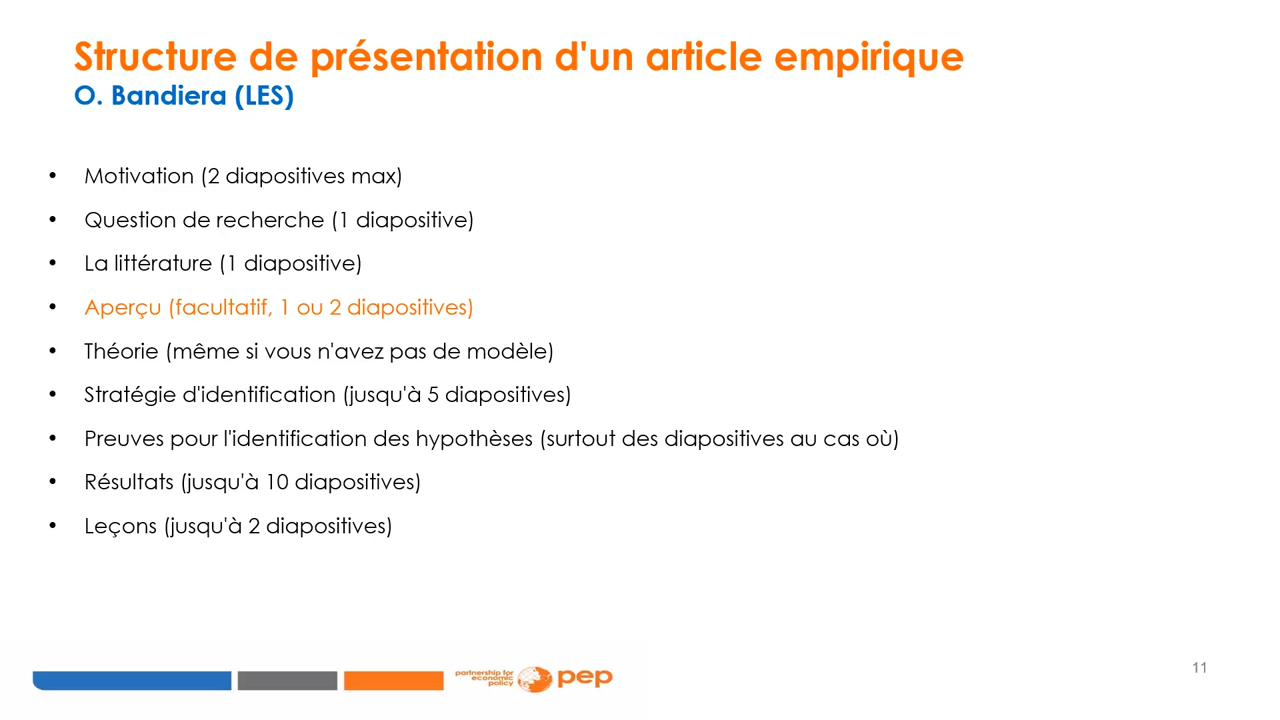 Structure de présentation d'un article empirique
O. Bandiera (LES)
• Motivation (2 diapositives max)
• Question de recherche (1 diapositive)
• La littérature (1 diapositive)
• Aperçu (facultatif, 1 ou 2 diapositives)
• Théorie (même si vous n'avez pas de modèle)
• Stratégie d'identification (jusqu'à 5 diapositives)
• Preuves pour l'identification des hypothèses (surtout des diapositives au cas où)
• Résultats (jusqu'à 10 diapositives)
• Leçons (jusqu'à 2 diapositives)
partnership for
economic
policy
pep
11